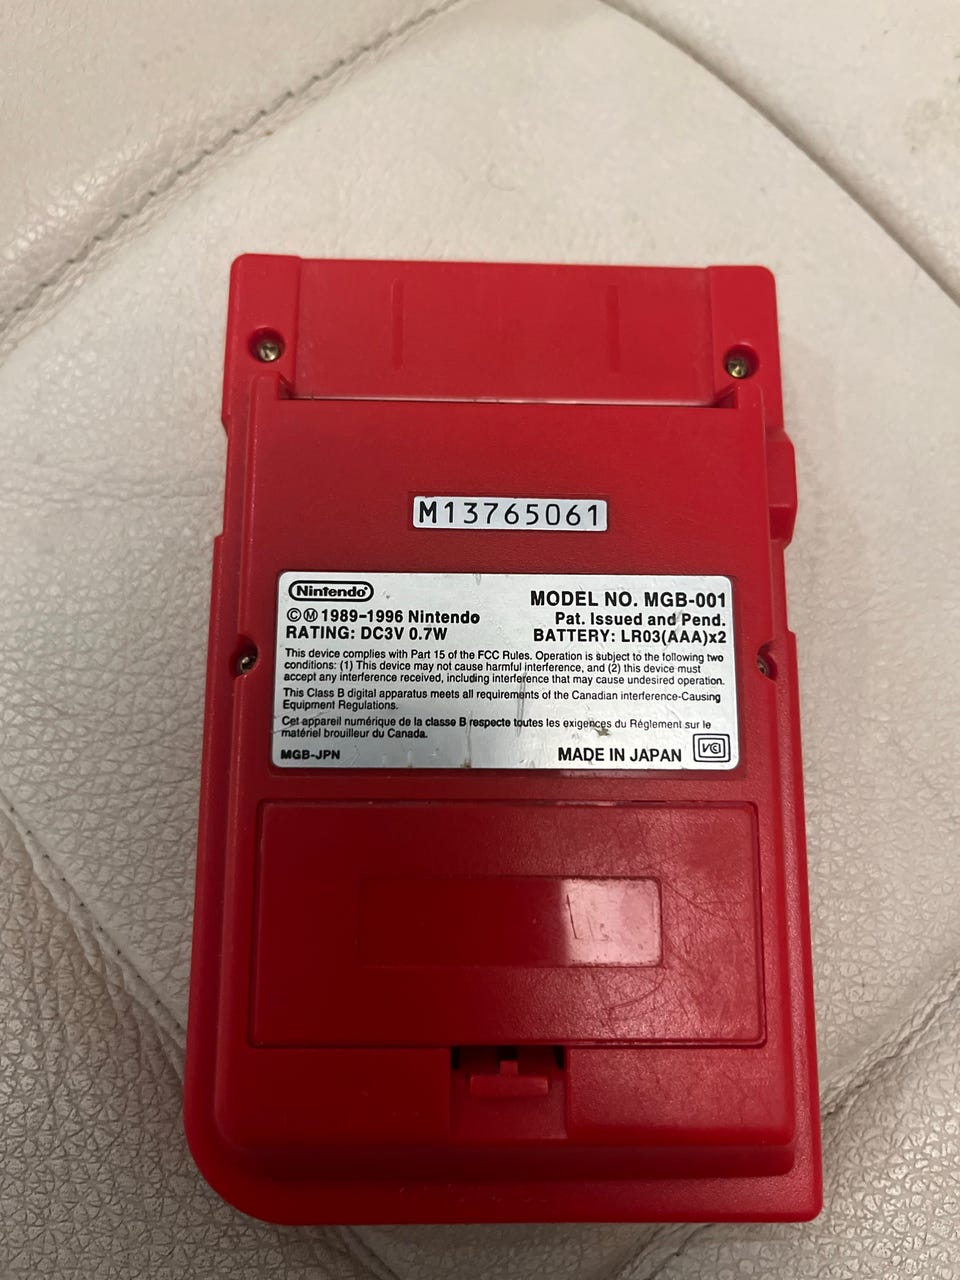 M13765061
Nintendo®
MODEL NO. MGB-001
©Ⓜ 1989-1996 Nintendo
Pat. Issued and Pend.
RATING: DC3V 0.7W
BATTERY: LR03(AAA)x2
This device complies with Part 15 of the FCC Rules. Operation is subject to the following two
conditions: (1) This device may not cause harmful interference, and (2) this device must
accept any interference received, including interference that may cause undesired operation.
This Class B digital apparatus meets all requirements of the Canadian interference-Causing
Equipment Regulations.
Cet appareil numérique de la classe B respecte toutes les exigences du Réglement sur le
matériel brouilleur du Canada.
MGB-JPN
MADE IN JAPAN
VCI